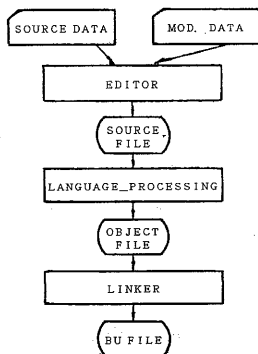 SOURCE DATA
MOD. DATA
EDITOR
SOURCE
FILE
LANGUAGE_PROCESSING
OBJECT
FILE
LINKER
BU FILE